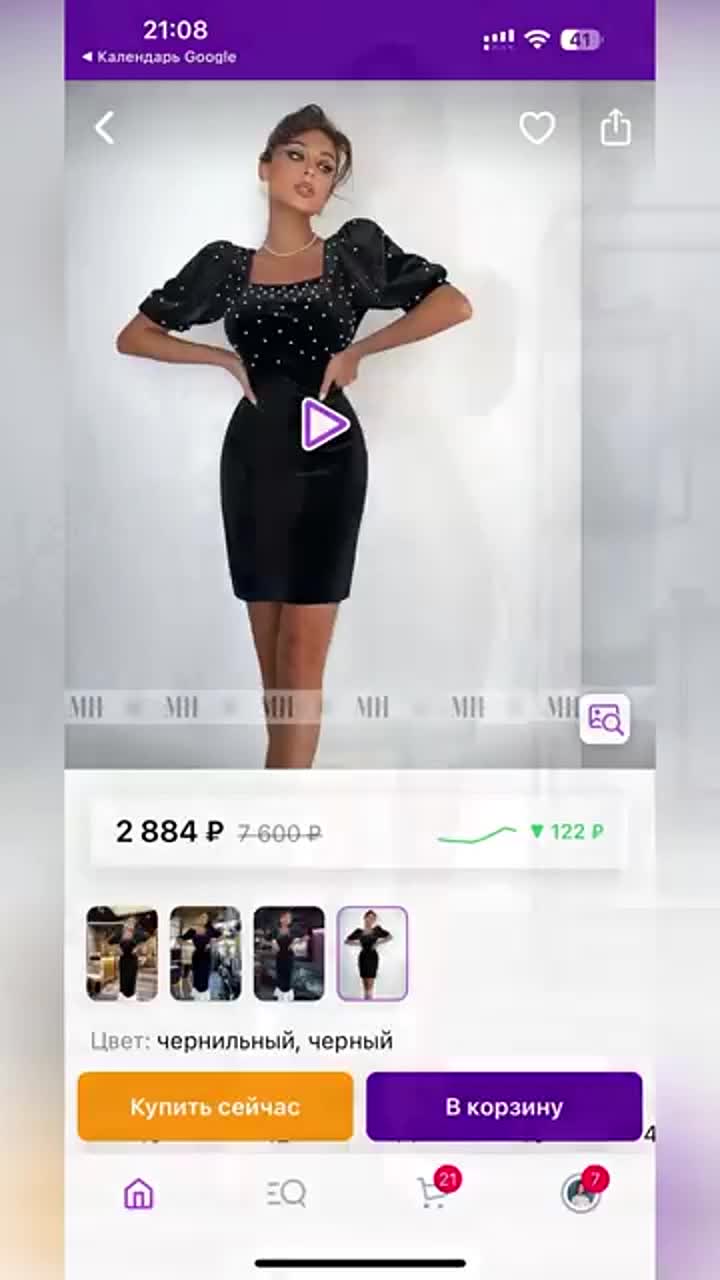 21:08
41
◀ Календарь Google
MH MH MH MH MH MH
2 884 ₽ 7 600 ₽ ▼ 122 ₽
Цвет: чернильный, черный
Купить сейчас
В корзину
21
7